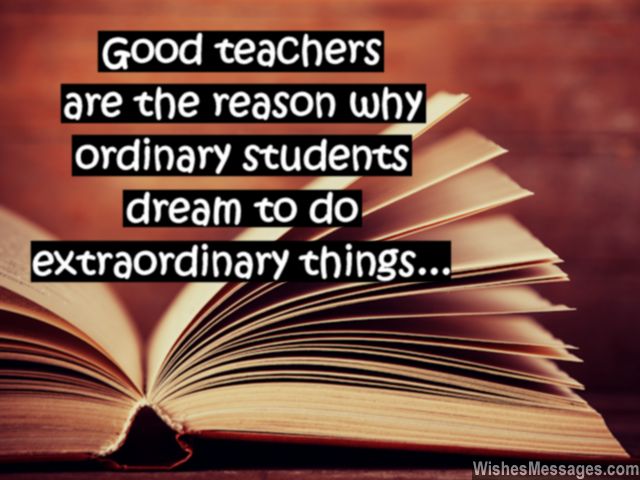 Good teachers
are the reason why
ordinary students
dream to do
extraordinary things...
WishesMessages.com